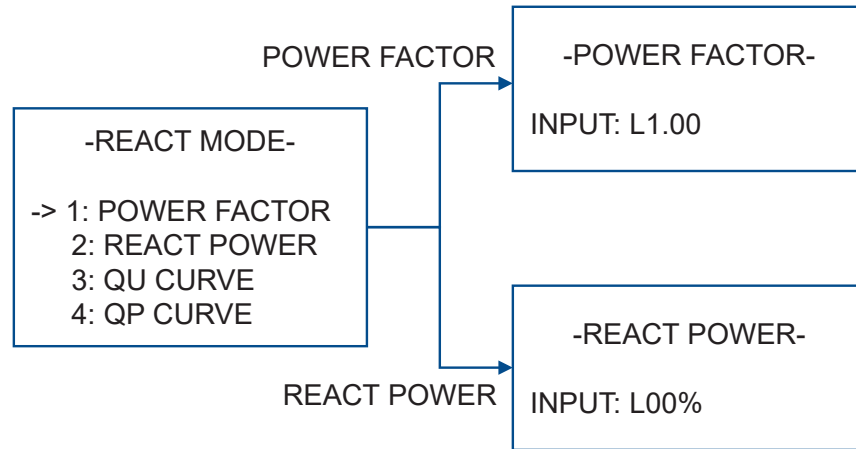 POWER FACTOR
-POWER FACTOR-
INPUT: L1.00
-REACT MODE-
-> 1: POWER FACTOR
2: REACT POWER
3: QU CURVE
4: QP CURVE
REACT POWER
-REACT POWER-
INPUT: L00%